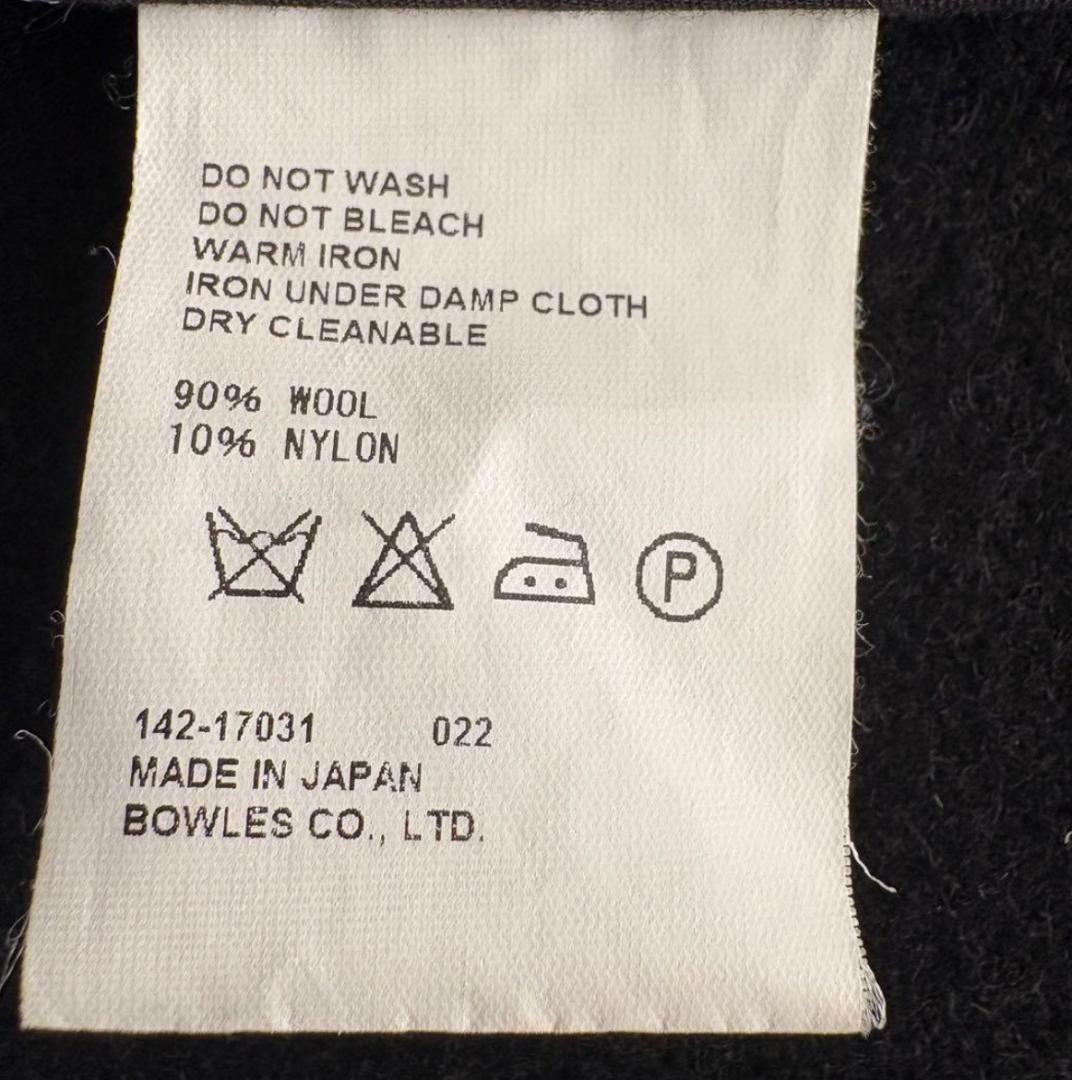 DO NOT WASH
DO NOT BLEACH
WARM IRON
IRON UNDER DAMP CLOTH
DRY CLEANABLE
90% WOOL
10% NYLON
P
142-17031 022
MADE IN JAPAN
BOWLES CO., LTD.